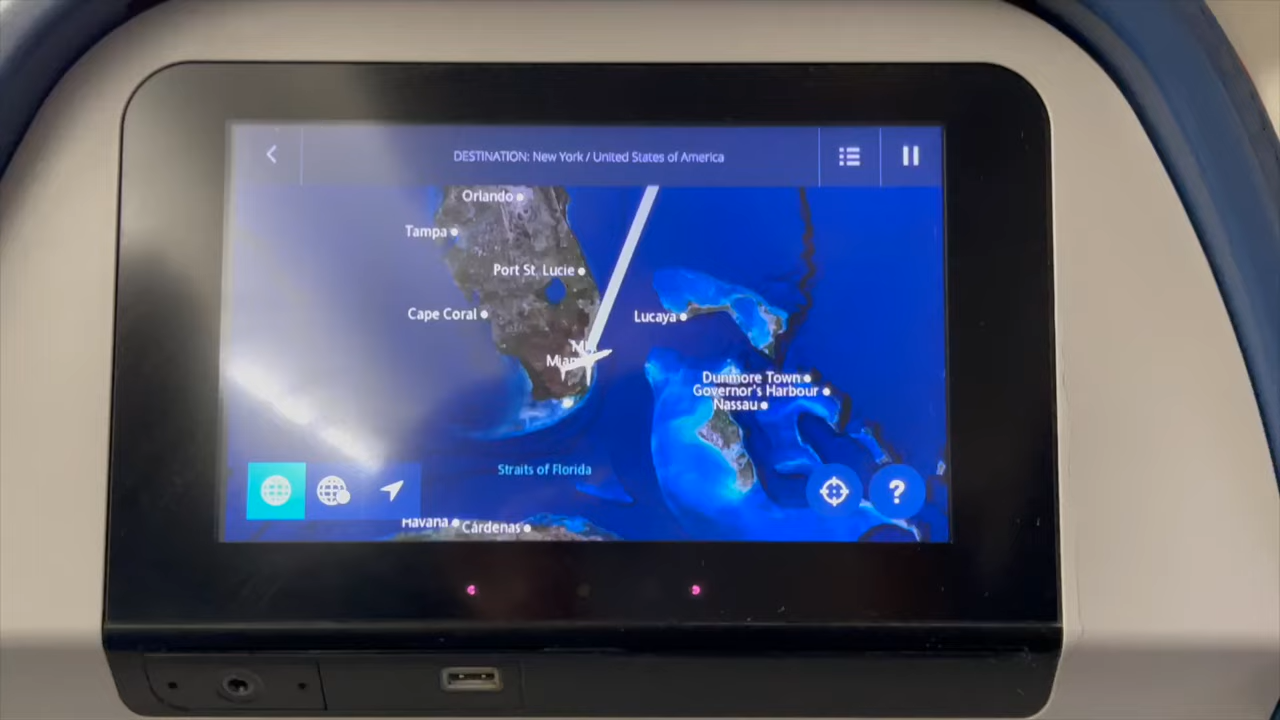 DESTINATION: New York / United States of America
Orlando
Tampa
Port St. Lucie
Cape Coral
Lucaya
Dunmore Town
Governor's Harbour
Nassau
Straits of Florida
?
Havana
Cárdenas